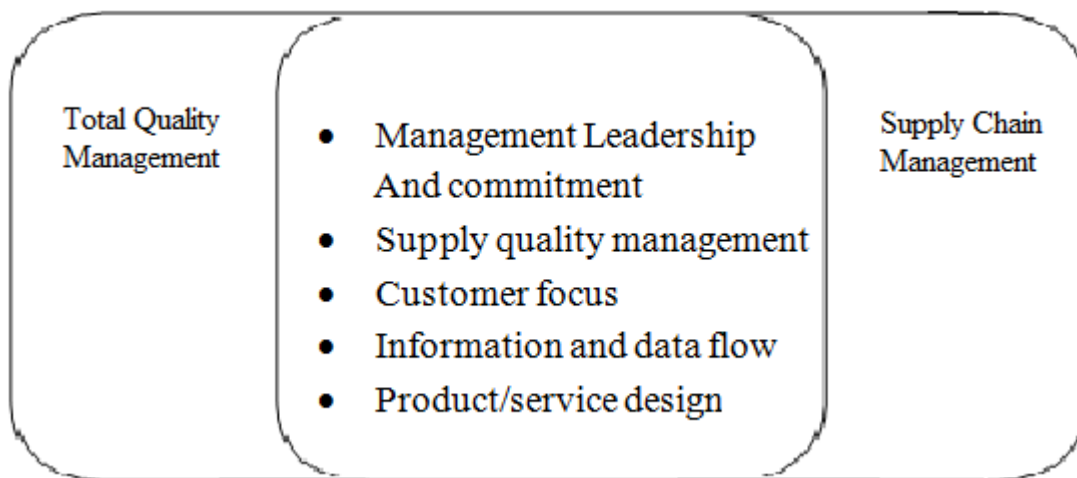 Total Quality
Management
• Management Leadership
And commitment
• Supply quality management
• Customer focus
• Information and data flow
• Product/service design
Supply Chain
Management